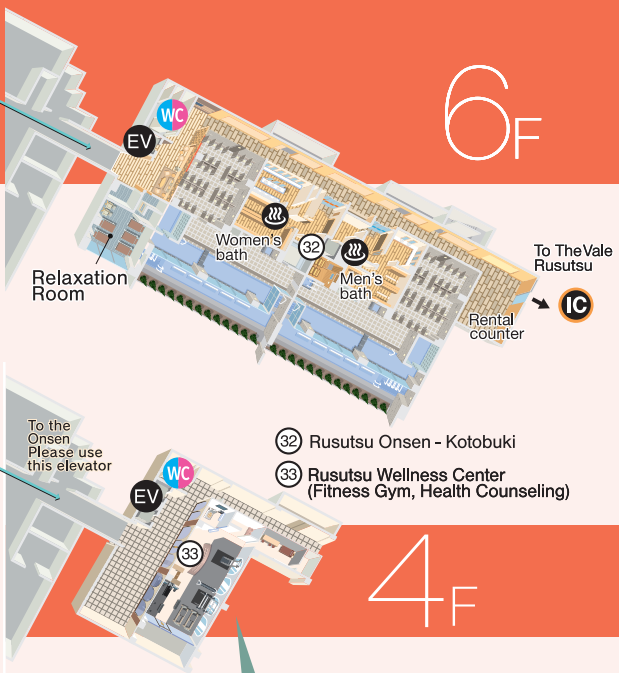 6F
WC
EV
Women's
bath
32
Men's
bath
Relaxation
Room
To The Vale
Rusutsu
IC
Rental
counter
To the
Onsen
Please use
this elevator
32 Rusutsu Onsen - Kotobuki
33 Rusutsu Wellness Center
(Fitness Gym, Health Counseling)
WC
EV
33
4F